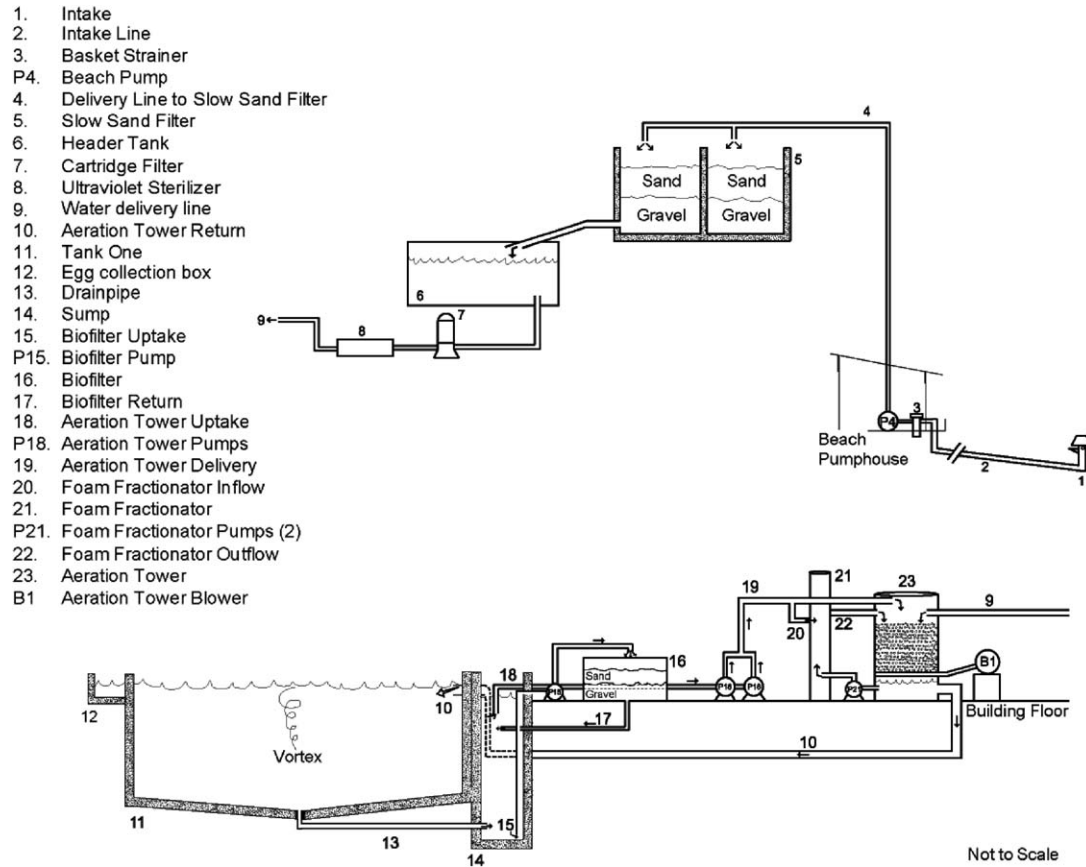 1. Intake
2. Intake Line
3. Basket Strainer
P4. Beach Pump
4. Delivery Line to Slow Sand Filter
5. Slow Sand Filter
6. Header Tank
7. Cartridge Filter
8. Ultraviolet Sterilizer
9. Water delivery line
10. Aeration Tower Return
11. Tank One
12. Egg collection box
13. Drainpipe
14. Sump
15. Biofilter Uptake
P15. Biofilter Pump
16. Biofilter
17. Biofilter Return
18. Aeration Tower Uptake
P18. Aeration Tower Pumps
19. Aeration Tower Delivery
20. Foam Fractionator Inflow
21. Foam Fractionator
P21. Foam Fractionator Pumps (2)
22. Foam Fractionator Outflow
23. Aeration Tower
B1 Aeration Tower Blower
4
5
Sand
Sand
Gravel
Gravel
6
7
8
9
3
P4
Beach
Pumphouse
2
1
21
23
19
9
20
22
18
16
B1
Sand
Gravel
P21
10
12
17
Building Floor
Vortex
10
11
13
15
14
Not to Scale